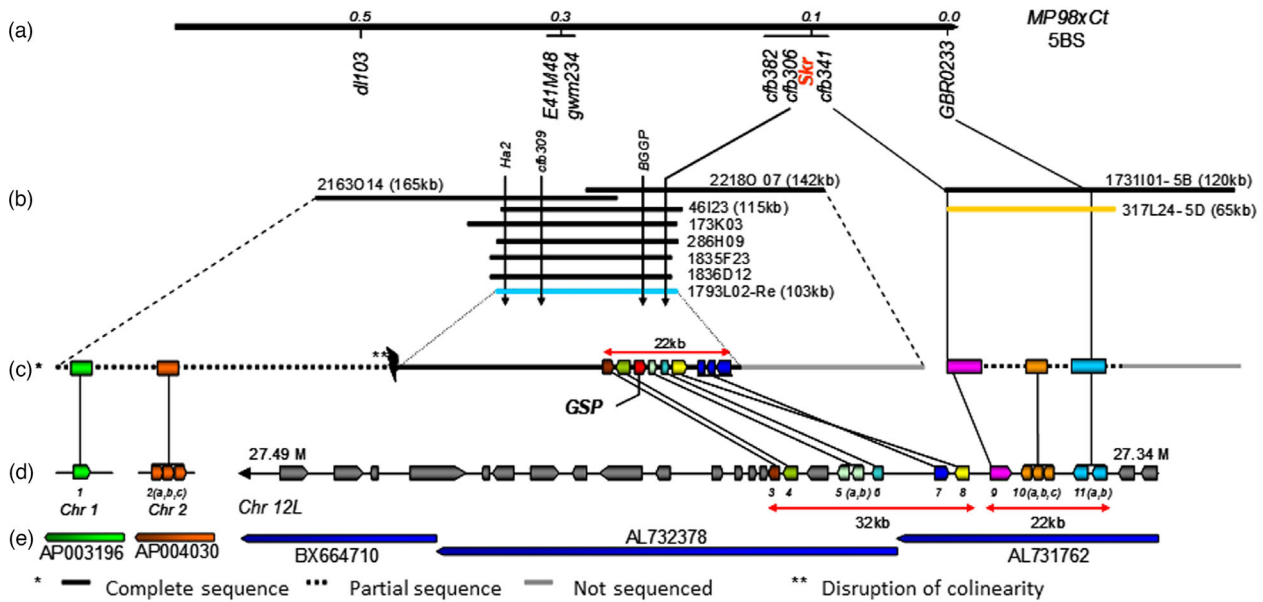 (a)
0.5 0.3 0.1 0.0
MP98xCt
5BS
dl103
E41M48
gwm234
cfb382
cfb306
Skr
cfb341
GBR0233
Ha2
cfb309
BGGP
(b)
2163O14 (165kb)
2218O 07 (142kb)
46I23 (115kb)
173K03
286H09
1835F23
1836D12
1793L02-Re (103kb)
1731I01-5B (120kb)
317L24-5D (65kb)
(c) *
**
22kb
GSP
(d)
27.49 M
27.34 M
1
2(a,b,c)
3 4 5 (a,b) 6 7 8 9 10(a,b,c) 11(a,b)
Chr 1
Chr 2
Chr 12L
32kb
22kb
(e)
AP003196
AP004030
BX664710
AL732378
AL731762
* Complete sequence Partial sequence Not sequenced ** Disruption of colinearity